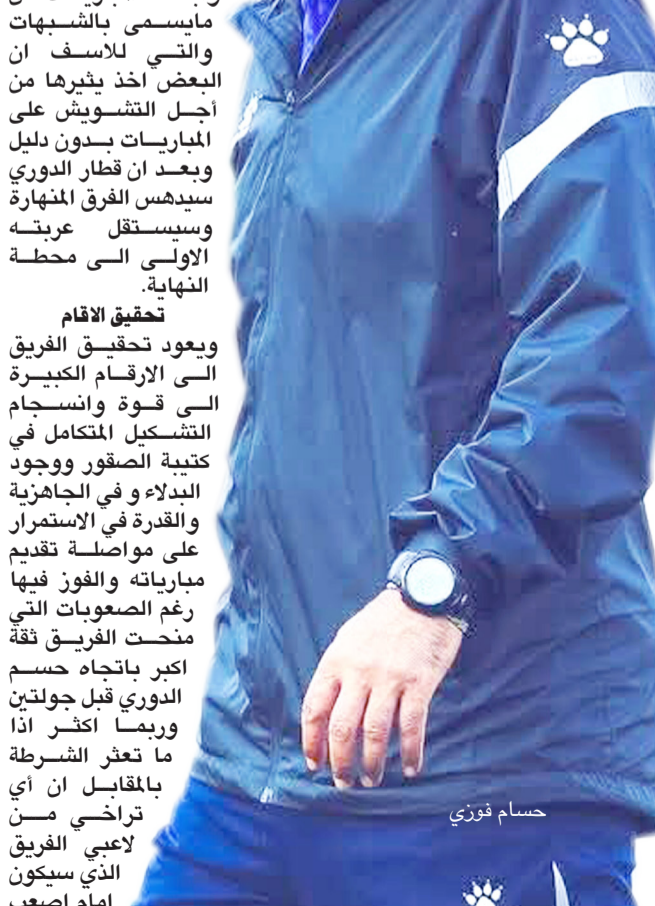 مايسمى بالشبهات
والتي للاسف ان
البعض اخذ يثيرها من
أجل التشويش على
المباريات بدون دليل
وبعد ان قطار الدوري
سيدهس الفرق المنهارة
وسيستقل عربته
الاولى الى محطة
النهاية.
تحقيق الاقام
ويعود تحقيق الفريق
الى الارقام الكبيرة
الى قوة وانسجام
التشكيل المتكامل في
كتيبة الصقور ووجود
البدلاء و في الجاهزية
والقدرة في الاستمرار
على مواصلة تقديم
مبارياته والفوز فيها
رغم الصعوبات التي
منحت الفريق ثقة
اكبر باتجاه حسم
الدوري قبل جولتين
وربما اكثر اذا
ما تعثر الشرطة
بالمقابل ان أي
تراخي من
لاعبي الفريق
الذي سيكون
امام اصعب
حسام فوزي